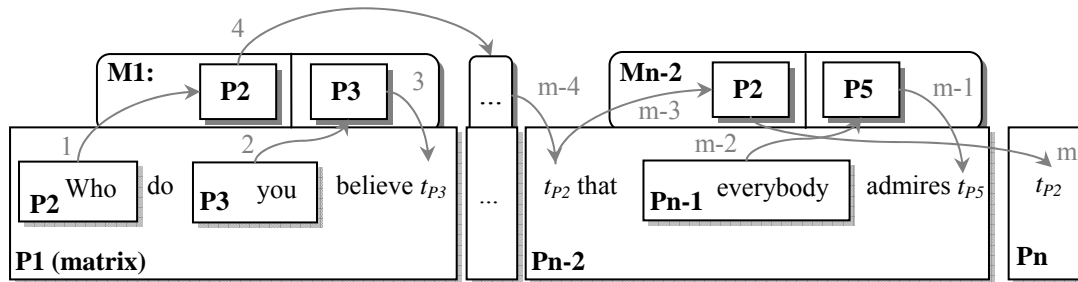 4
M1: P2 P3 3 ... m-4 Mn-2 m-3 P2 P5 m-1
1 2 m-2 m
P2 Who do P3 you believe tP3 ... tP2 that Pn-1 everybody admires tP5 tP2
P1 (matrix) Pn-2 Pn